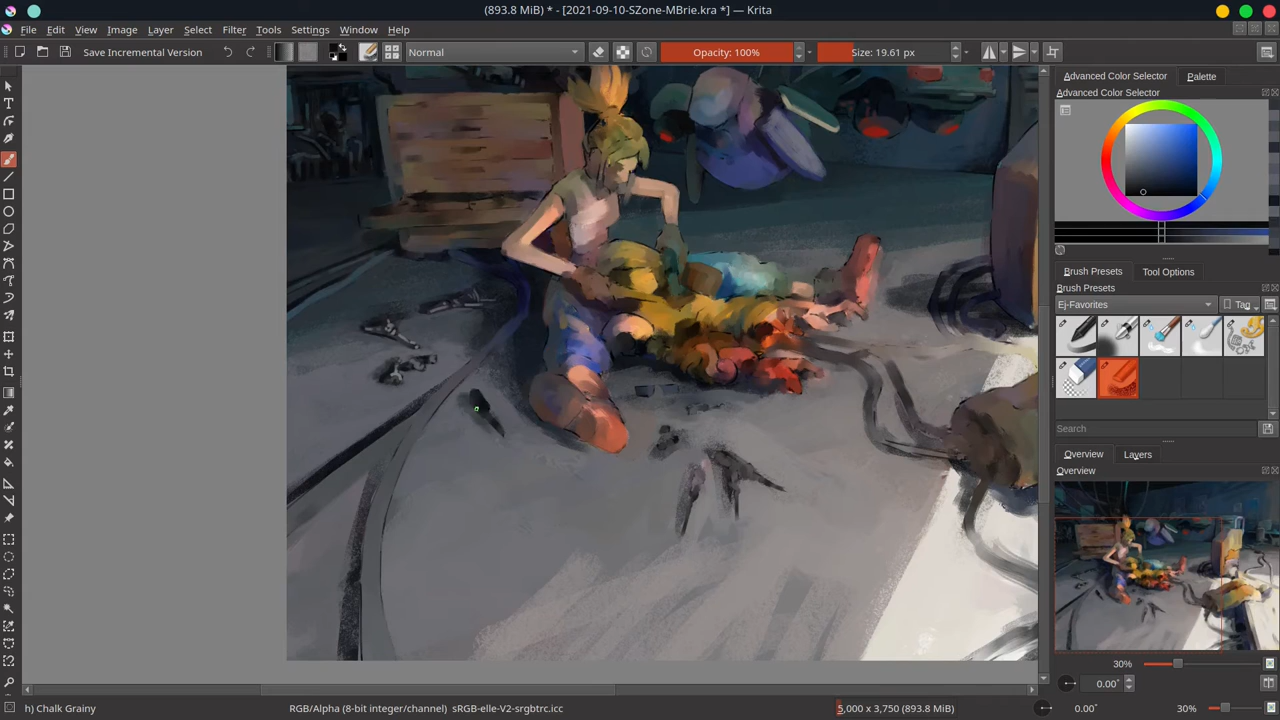 (893.8 MiB) * - [2021-09-10-SZone-MBrie.kra *] — Krita
File Edit View Image Layer Select Filter Tools Settings Window Help
Save Incremental Version Normal Opacity: 100% Size: 19.61 px
Advanced Color Selector Palette
Advanced Color Selector
Brush Presets Tool Options
Brush Presets
Ej-Favorites Tag
Search
Overview Layers
Overview
30%
0.00°
h) Chalk Grainy RGB/Alpha (8-bit integer/channel) sRGB-elle-V2-srgbtrc.icc 5,000 x 3,750 (893.8 MiB) 0.00° 30%